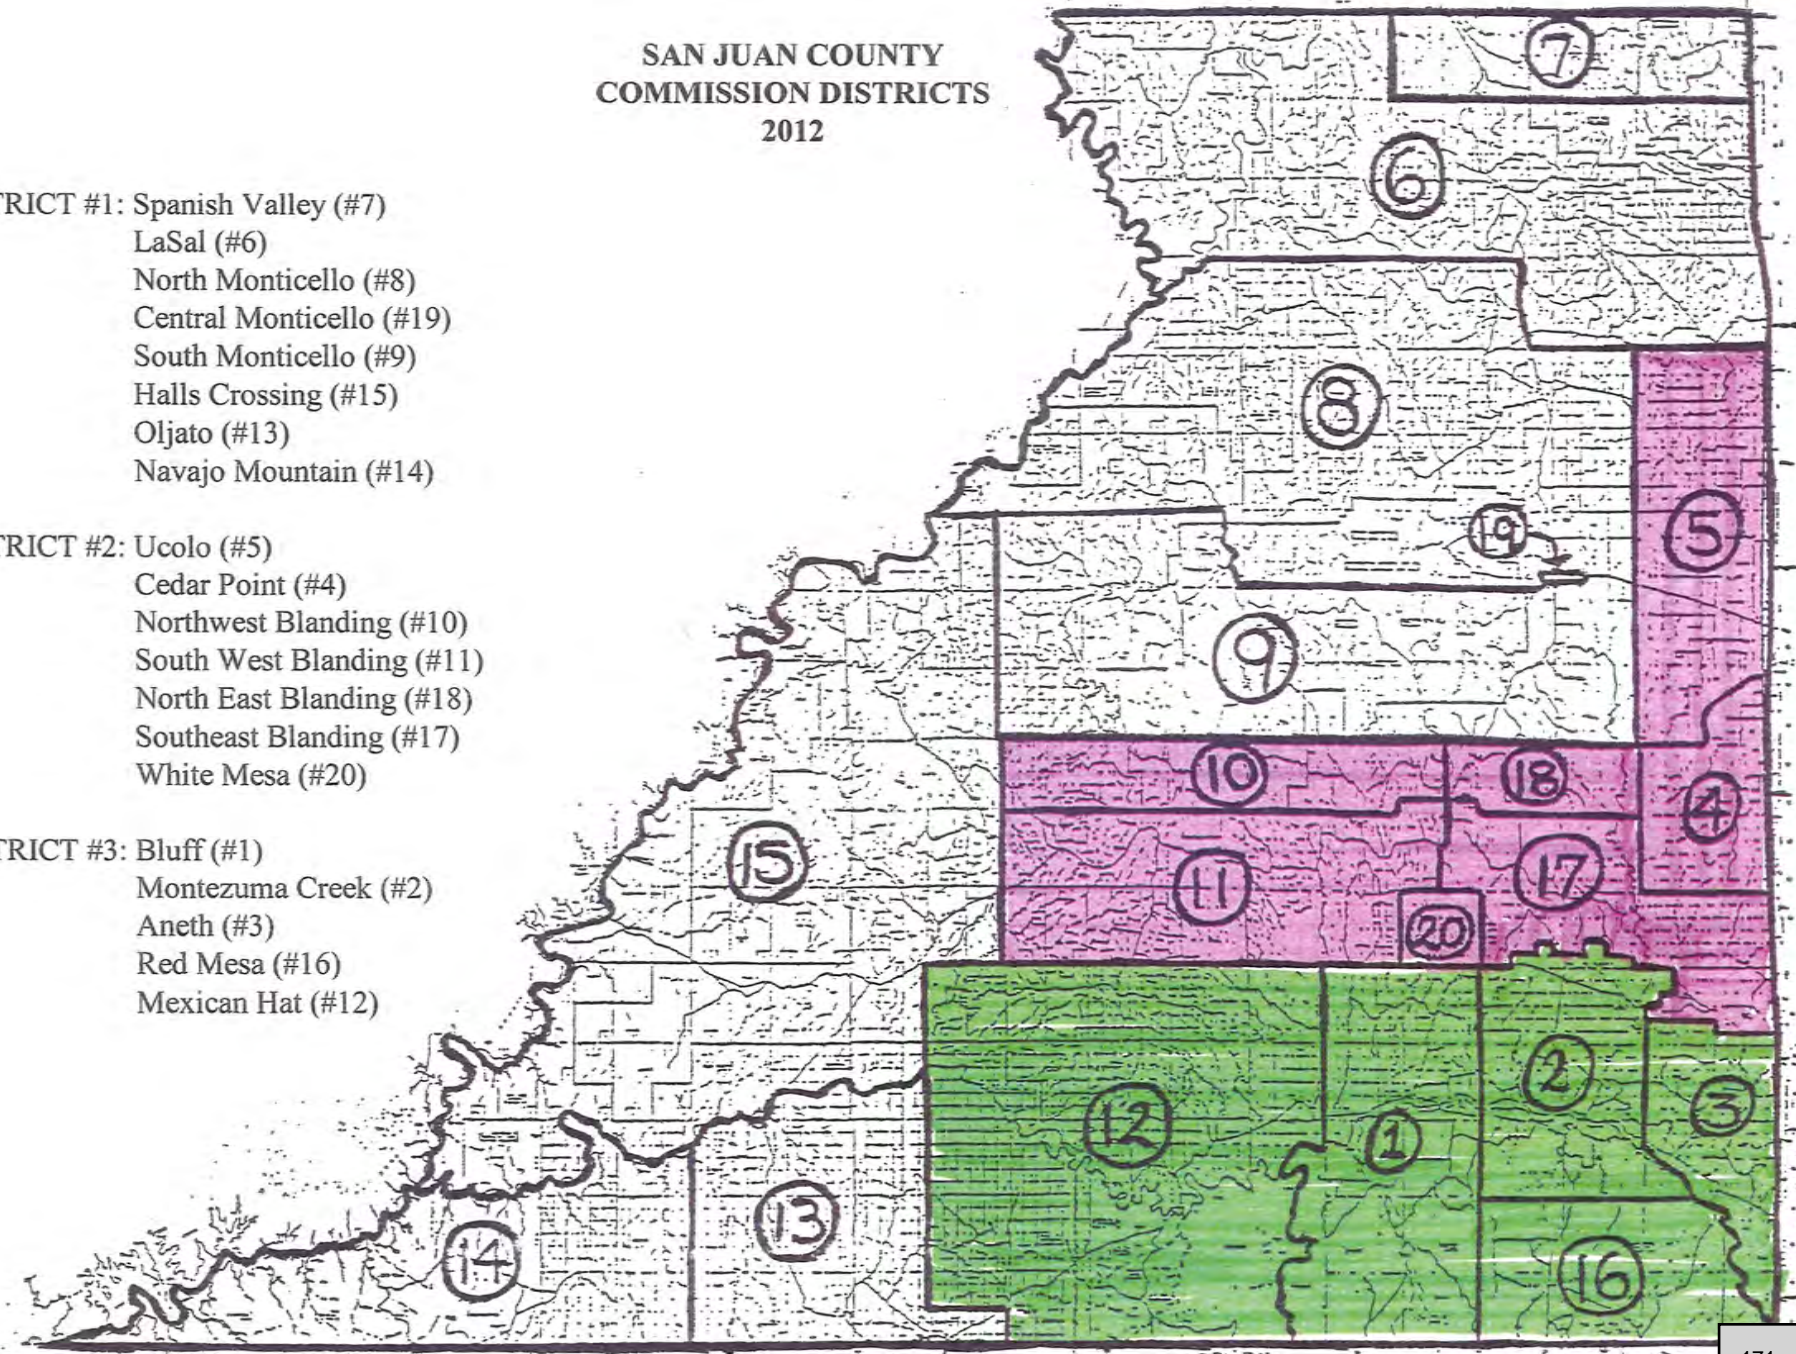 SAN JUAN COUNTY
COMMISSION DISTRICTS
2012
TRICT #1: Spanish Valley (#7)
LaSal (#6)
North Monticello (#8)
Central Monticello (#19)
South Monticello (#9)
Halls Crossing (#15)
Oljato (#13)
Navajo Mountain (#14)
TRICT #2: Ucolo (#5)
Cedar Point (#4)
Northwest Blanding (#10)
South West Blanding (#11)
North East Blanding (#18)
Southeast Blanding (#17)
White Mesa (#20)
TRICT #3: Bluff (#1)
Montezuma Creek (#2)
Aneth (#3)
Red Mesa (#16)
Mexican Hat (#12)
7
6
8
19
5
9
10
18
4
15
11
17
20
12
1
2
3
13
14
16